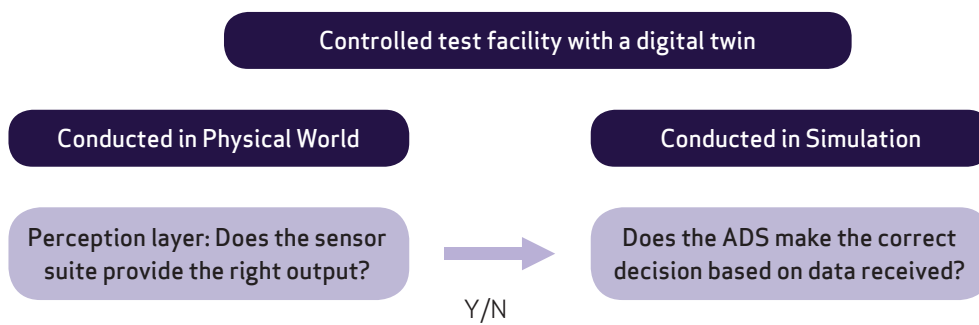 Controlled test facility with a digital twin
Conducted in Physical World
Conducted in Simulation
Perception layer: Does the sensor
suite provide the right output?
Y/N
Does the ADS make the correct
decision based on data received?